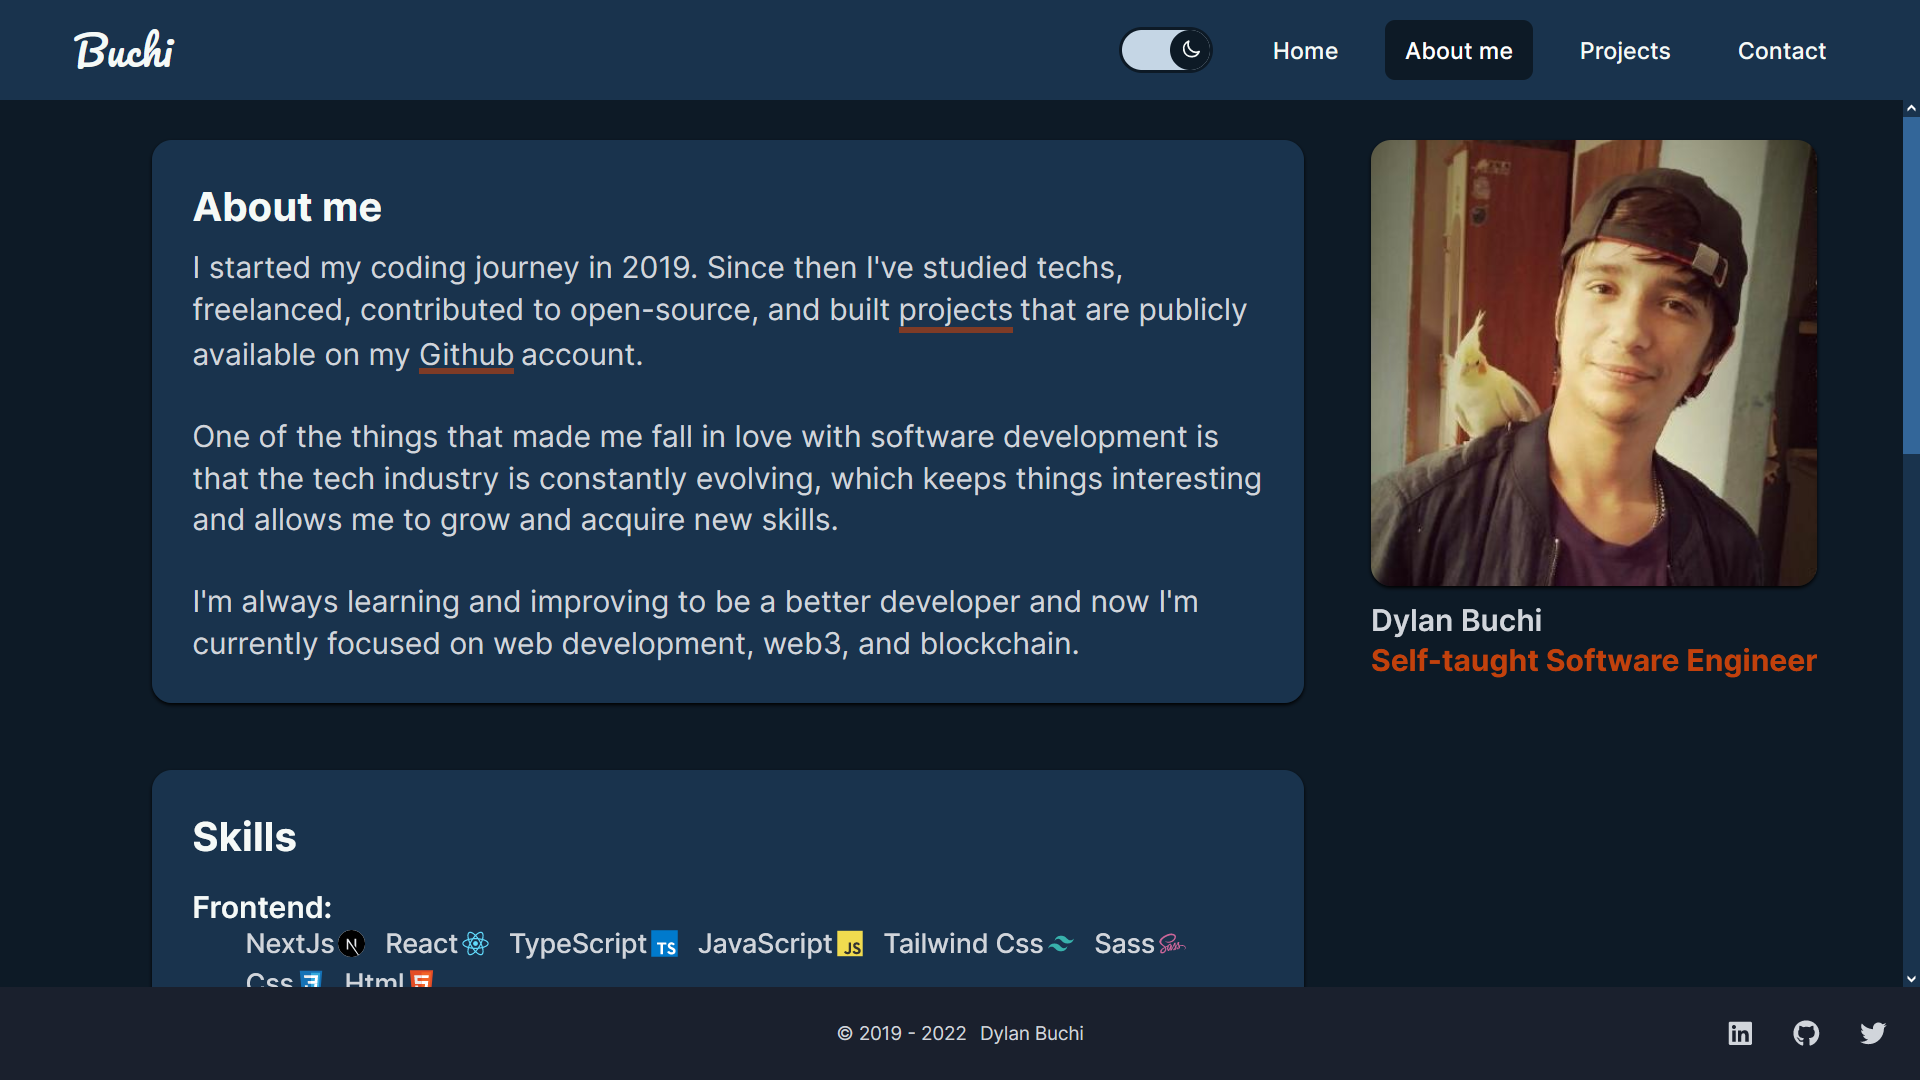 Buchi
Home
About me
Projects
Contact
About me
I started my coding journey in 2019. Since then I've studied techs,
freelanced, contributed to open-source, and built projects that are publicly
available on my Github account.
One of the things that made me fall in love with software development is
that the tech industry is constantly evolving, which keeps things interesting
and allows me to grow and acquire new skills.
I'm always learning and improving to be a better developer and now I'm
currently focused on web development, web3, and blockchain.
Dylan Buchi
Self-taught Software Engineer
Skills
Frontend:
NextJs N React TypeScript TS JavaScript JS Tailwind Css Sass Sass
Css 3 Html 5
© 2019 - 2022 Dylan Buchi
in